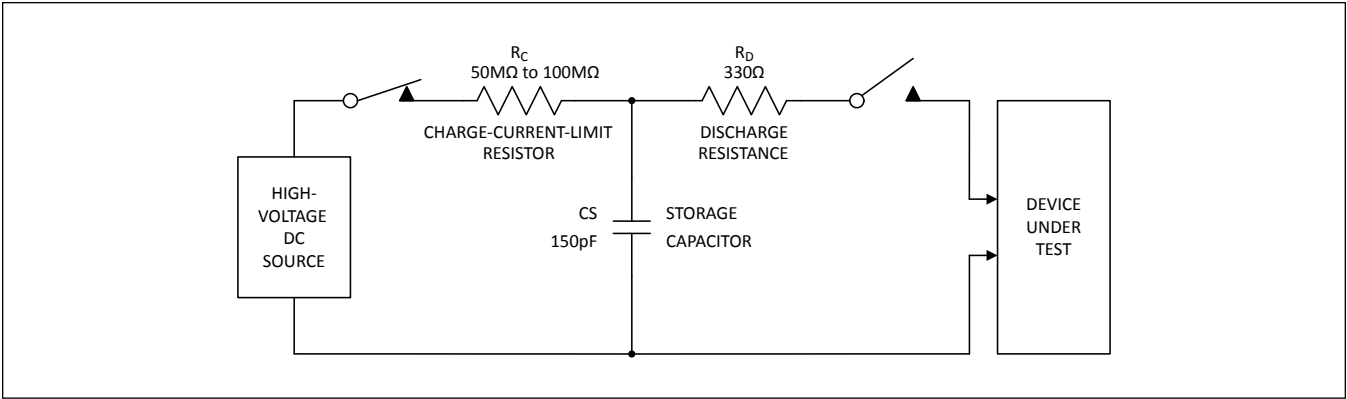 R_C
50MΩ to 100MΩ
CHARGE-CURRENT-LIMIT
RESISTOR
R_D
330Ω
DISCHARGE
RESISTANCE
HIGH-
VOLTAGE
DC
SOURCE
CS
150pF
STORAGE
CAPACITOR
DEVICE
UNDER
TEST